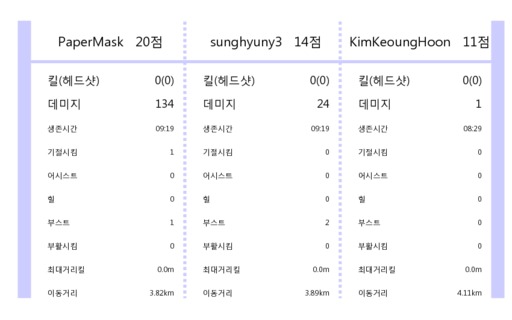 PaperMask 20점 sunghyuny3 14점 KimKeoungHoon 11점
킬(헤드샷) 0(0) 킬(헤드샷) 0(0) 킬(헤드샷) 0(0)
데미지 134 데미지 24 데미지 1
생존시간 09:19 생존시간 09:19 생존시간 08:29
기절시킴 1 기절시킴 0 기절시킴 0
어시스트 0 어시스트 0 어시스트 0
힐 0 힐 0 힐 0
부스트 1 부스트 2 부스트 0
부활시킴 0 부활시킴 0 부활시킴 0
최대거리킬 0.0m 최대거리킬 0.0m 최대거리킬 0.0m
이동거리 3.82km 이동거리 3.89km 이동거리 4.11km